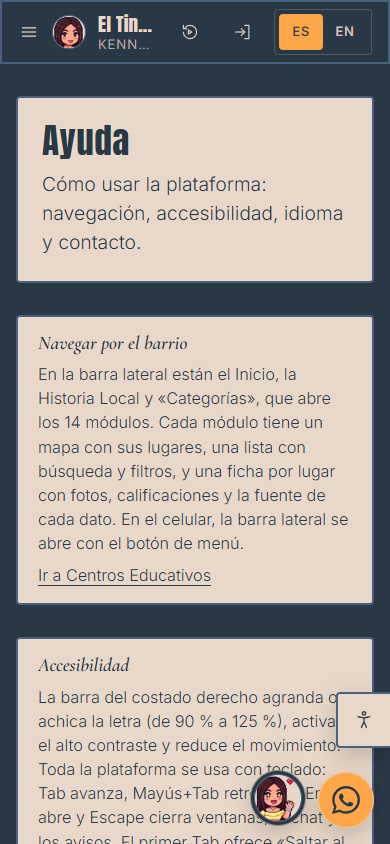 El Tin...
KENN...
ES
EN
Ayuda
Cómo usar la plataforma:
navegación, accesibilidad, idioma
y contacto.
Navegar por el barrio
En la barra lateral están el Inicio, la
Historia Local y «Categorías», que abre
los 14 módulos. Cada módulo tiene un
mapa con sus lugares, una lista con
búsqueda y filtros, y una ficha por lugar
con fotos, calificaciones y la fuente de
cada dato. En el celular, la barra lateral se
abre con el botón de menú.
Ir a Centros Educativos
Accesibilidad
La barra del costado derecho agranda o
achica la letra (de 90 % a 125 %), activa
el alto contraste y reduce el movimiento.
Toda la plataforma se usa con teclado:
Tab avanza, Mayús+Tab
abre y Escape cierra ventanas,
los avisos. El primer Tab ofrece «Saltar al